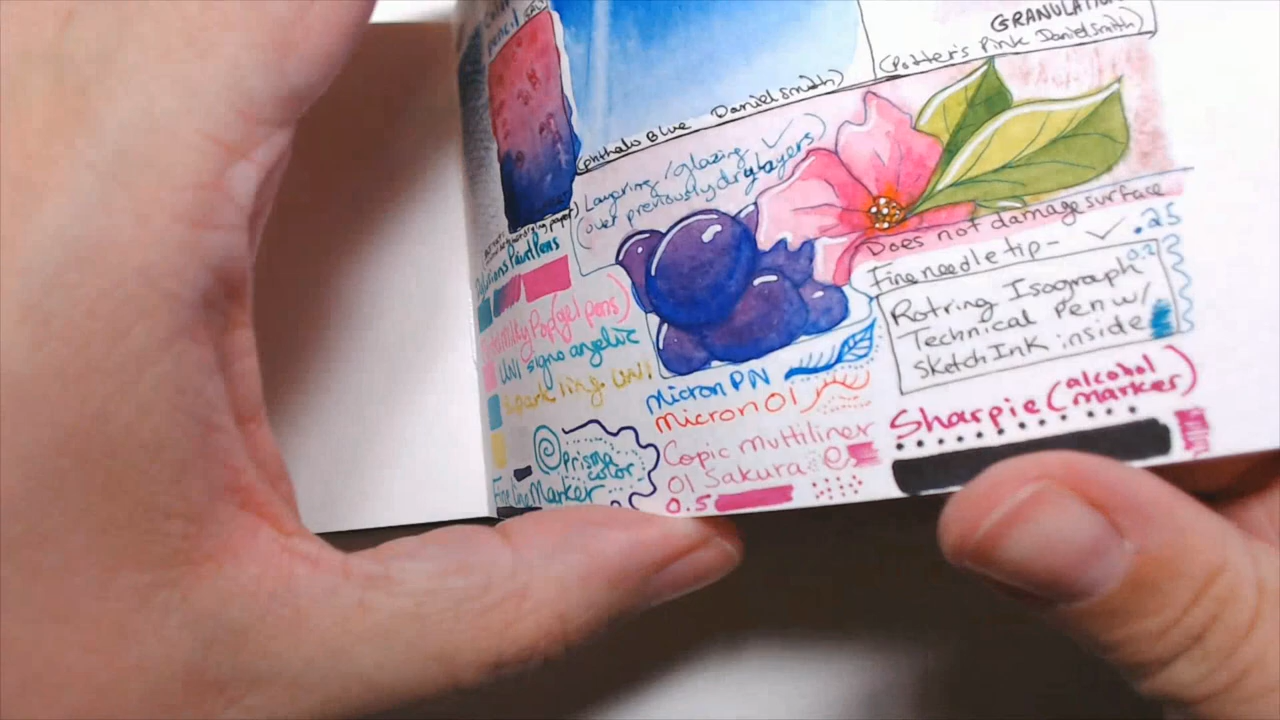 pencil
GRANULATION
(Potter's Pink Daniel Smith)
(Phthalo Blue Daniel Smith)
Layering / glazing ✓
(over previously dry layers)
Does not damage surface
Fine needle tip - ✓ .25
0.2
Rotring Isograph
Technical Pen w/
Sketch Ink inside
Paint Pens
Milky Pop (gel pens)
UNI signo angelic
Sparkling UNI
Prisma
color
Fine Line Marker
Micron PN
Micron 01
Copic multiliner
01 Sakura
0.5
Sharpie (alcohol
marker)